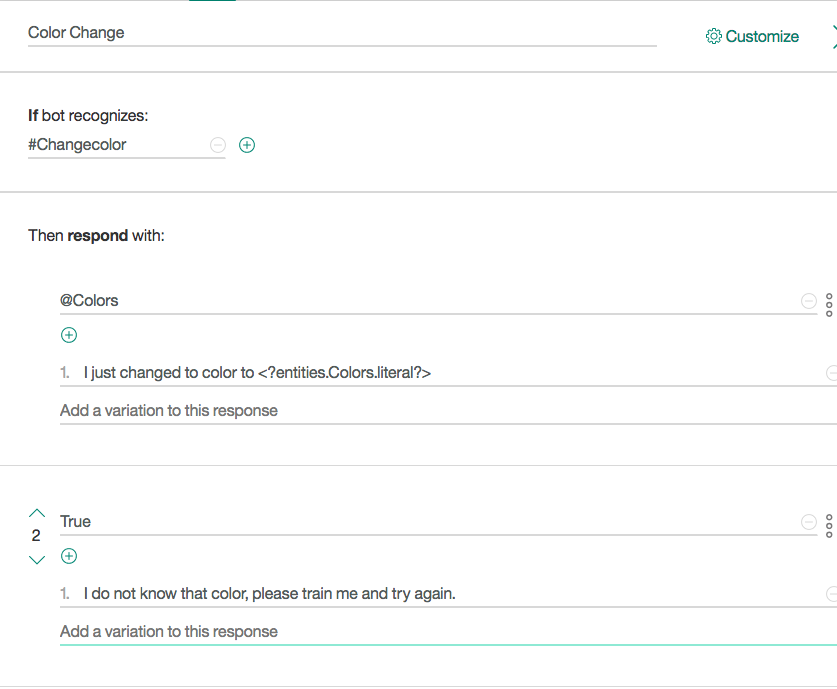 Color Change
Customize
If bot recognizes:
#Changecolor
Then respond with:
@Colors
1. I just changed to color to <?entities.Colors.literal?>
Add a variation to this response
2
True
1. I do not know that color, please train me and try again.
Add a variation to this response